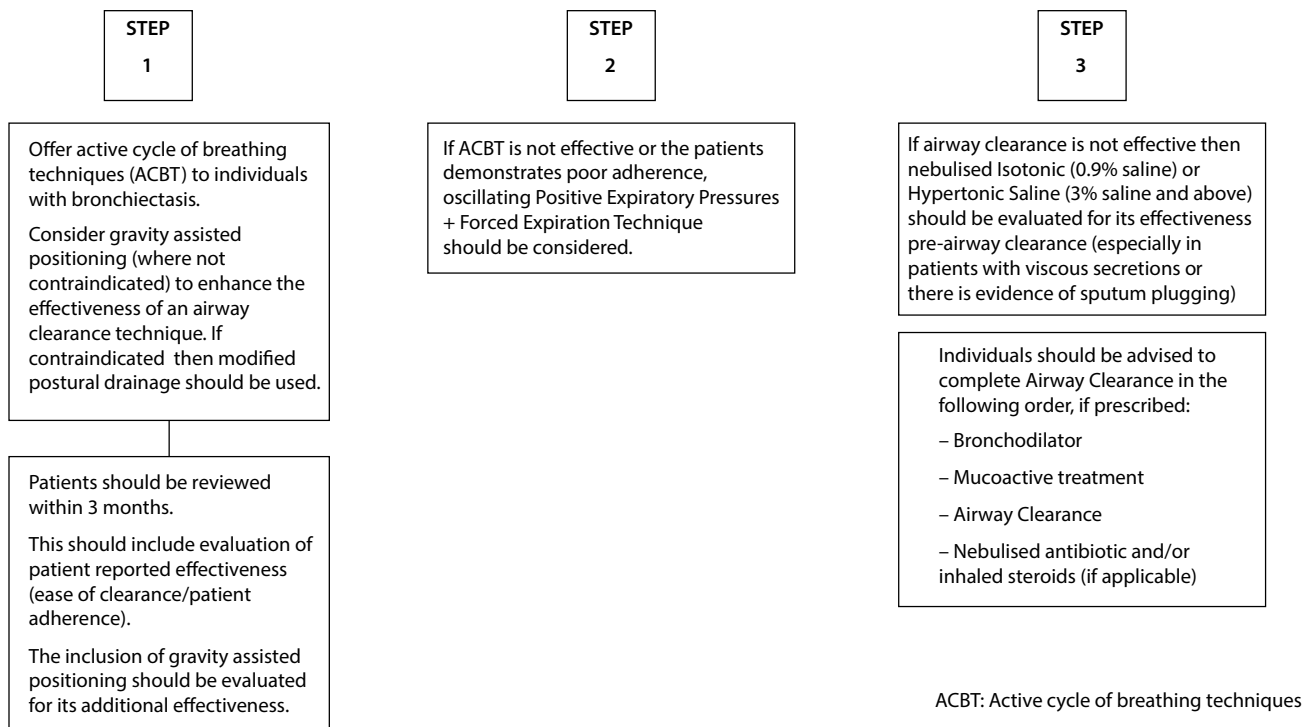 STEP
1
Offer active cycle of breathing
techniques (ACBT) to individuals
with bronchiectasis.
Consider gravity assisted
positioning (where not
contraindicated) to enhance the
effectiveness of an airway
clearance technique. If
contraindicated then modified
postural drainage should be used.
Patients should be reviewed
within 3 months.
This should include evaluation of
patient reported effectiveness
(ease of clearance/patient
adherence).
The inclusion of gravity assisted
positioning should be evaluated
for its additional effectiveness.
STEP
2
If ACBT is not effective or the patients
demonstrates poor adherence,
oscillating Positive Expiratory Pressures
+ Forced Expiration Technique
should be considered.
STEP
3
If airway clearance is not effective then
nebulised Isotonic (0.9% saline) or
Hypertonic Saline (3% saline and above)
should be evaluated for its effectiveness
pre-airway clearance (especially in
patients with viscous secretions or
there is evidence of sputum plugging)
Individuals should be advised to
complete Airway Clearance in the
following order, if prescribed:
– Bronchodilator
– Mucoactive treatment
– Airway Clearance
– Nebulised antibiotic and/or
inhaled steroids (if applicable)
ACBT: Active cycle of breathing techniques